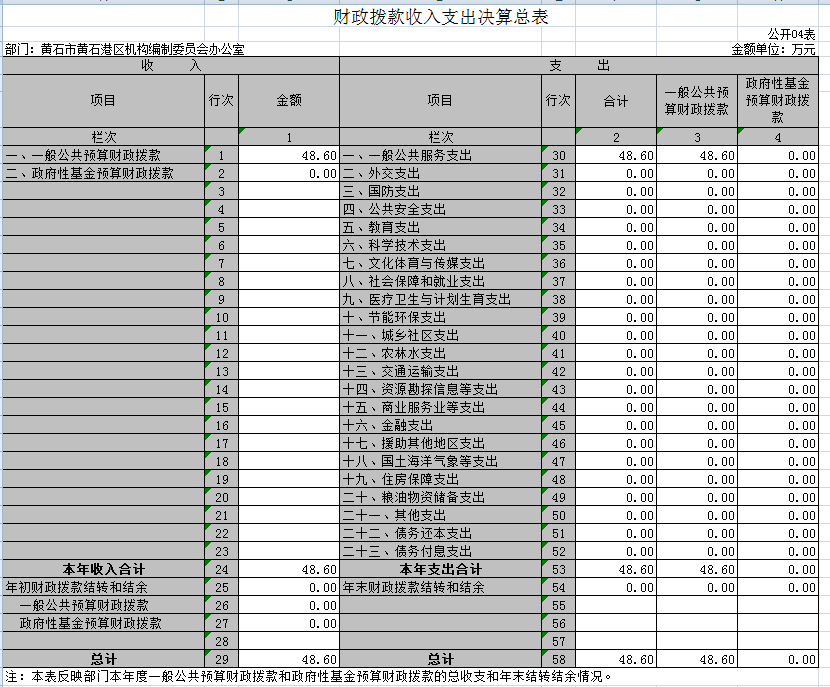 财政拨款收入支出决算总表
公开04表
部门：黄石市黄石港区机构编制委员会办公室 金额单位：万元
收 入 支 出
项目 行次 金额 项目 行次 合计 一般公共预算财政拨款 政府性基金预算财政拨款
栏次 1 栏次 2 3 4
一、一般公共预算财政拨款 1 48.60 一、一般公共服务支出 30 48.60 48.60 0.00
二、政府性基金预算财政拨款 2 0.00 二、外交支出 31 0.00 0.00 0.00
3 三、国防支出 32 0.00 0.00 0.00
4 四、公共安全支出 33 0.00 0.00 0.00
5 五、教育支出 34 0.00 0.00 0.00
6 六、科学技术支出 35 0.00 0.00 0.00
7 七、文化体育与传媒支出 36 0.00 0.00 0.00
8 八、社会保障和就业支出 37 0.00 0.00 0.00
9 九、医疗卫生与计划生育支出 38 0.00 0.00 0.00
10 十、节能环保支出 39 0.00 0.00 0.00
11 十一、城乡社区支出 40 0.00 0.00 0.00
12 十二、农林水支出 41 0.00 0.00 0.00
13 十三、交通运输支出 42 0.00 0.00 0.00
14 十四、资源勘探信息等支出 43 0.00 0.00 0.00
15 十五、商业服务业等支出 44 0.00 0.00 0.00
16 十六、金融支出 45 0.00 0.00 0.00
17 十七、援助其他地区支出 46 0.00 0.00 0.00
18 十八、国土海洋气象等支出 47 0.00 0.00 0.00
19 十九、住房保障支出 48 0.00 0.00 0.00
20 二十、粮油物资储备支出 49 0.00 0.00 0.00
21 二十一、其他支出 50 0.00 0.00 0.00
22 二十二、债务还本支出 51 0.00 0.00 0.00
23 二十三、债务付息支出 52 0.00 0.00 0.00
本年收入合计 24 48.60 本年支出合计 53 48.60 48.60 0.00
年初财政拨款结转和结余 25 0.00 年末财政拨款结转和结余 54 0.00 0.00 0.00
一般公共预算财政拨款 26 0.00 55
政府性基金预算财政拨款 27 0.00 56
28 57
总计 29 48.60 总计 58 48.60 48.60 0.00
注：本表反映部门本年度一般公共预算财政拨款和政府性基金预算财政拨款的总收支和年末结转结余情况。